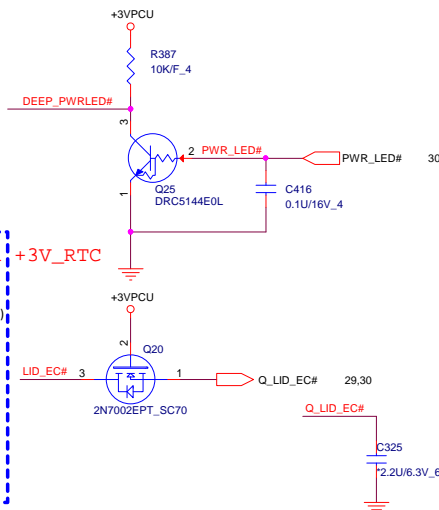 +3VPCU
R387
10K/F_4
DEEP_PWRLED#
3
2
PWR_LED#
PWR_LED#
30
1
Q25
DRC5144E0L
C416
0.1U/16V_4
+3V_RTC
)
+3VPCU
2
Q20
LID_EC#
3
1
Q_LID_EC#
29,30
2N7002EPT_SC70
Q_LID_EC#
C325
*2.2U/6.3V_6